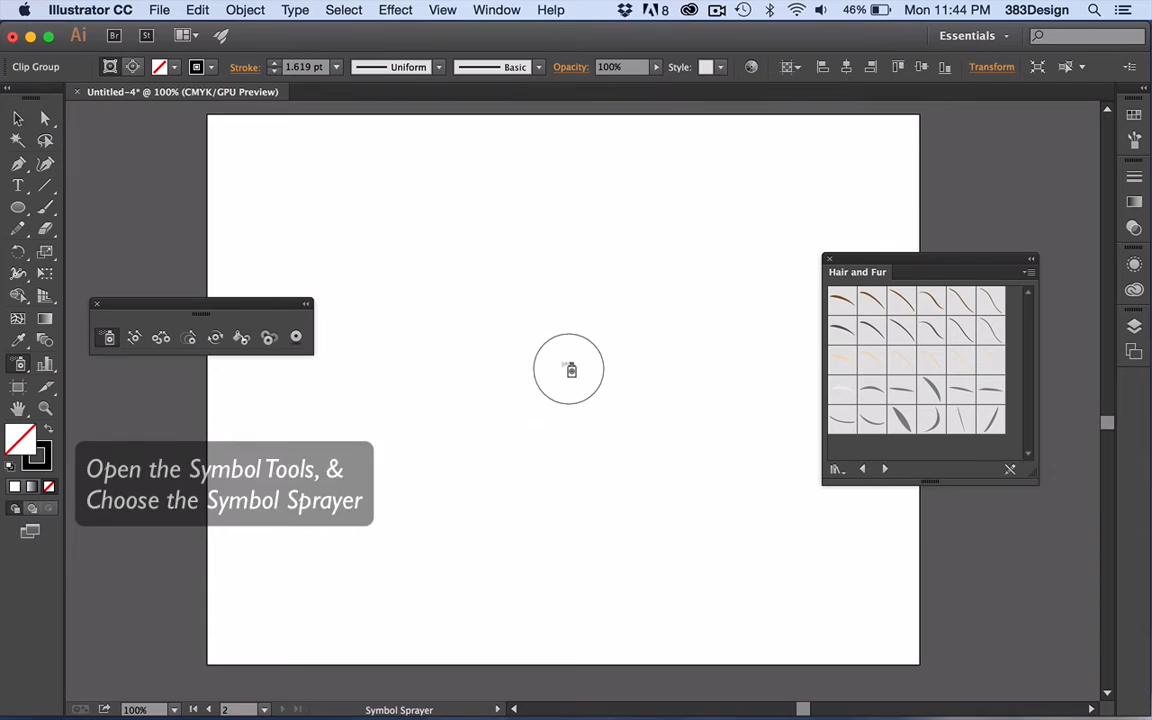 Illustrator CC File Edit Object Type Select Effect View Window Help 8 46% Mon 11:44 PM 383Design
Ai Br St Essentials
Clip Group Stroke: 1.619 pt Uniform Basic Opacity: 100% Style: Transform
Untitled-4* @ 100% (CMYK/GPU Preview)
Hair and Fur
Open the Symbol Tools, &
Choose the Symbol Sprayer
100% 2 Symbol Sprayer